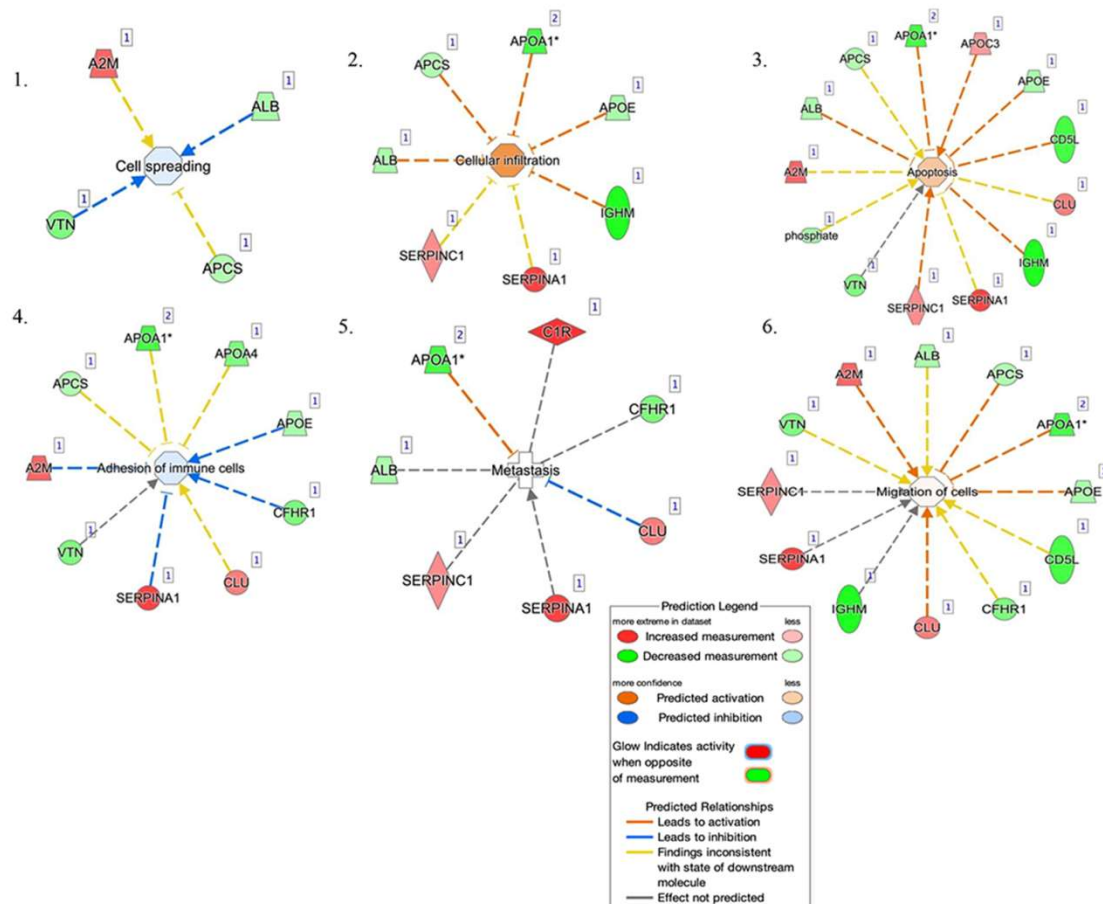 1.
1
A2M
1
ALB
Cell spreading
1
VTN
1
APCS
2.
2
APOA1*
1
APCS
1
APOE
1
ALB
Cellular infiltration
1
IGHM
1
SERPINC1
1
SERPINA1
3.
2
APOA1*
1
APOC3
1
APCS
1
APOE
1
ALB
1
CD5L
1
A2M
Apoptosis
1
CLU
1
phosphate
1
IGHM
1
VTN
1
SERPINC1
1
SERPINA1
4.
2
APOA1*
1
APOA4
1
APCS
1
APOE
1
A2M
Adhesion of immune cells
1
CFHR1
1
VTN
1
SERPINA1
1
CLU
5.
1
C1R
2
APOA1*
1
CFHR1
1
ALB
Metastasis
1
CLU
1
SERPINC1
1
SERPINA1
6.
1
ALB
1
A2M
1
APCS
1
VTN
2
APOA1*
1
SERPINC1
Migration of cells
1
APOE
1
SERPINA1
1
CD5L
1
IGHM
1
CLU
1
CFHR1
Prediction Legend
more extreme in dataset less
Increased measurement
Decreased measurement
more confidence less
Predicted activation
Predicted inhibition
Glow Indicates activity
when opposite
of measurement
Predicted Relationships
Leads to activation
Leads to inhibition
Findings inconsistent
with state of downstream
molecule
Effect not predicted